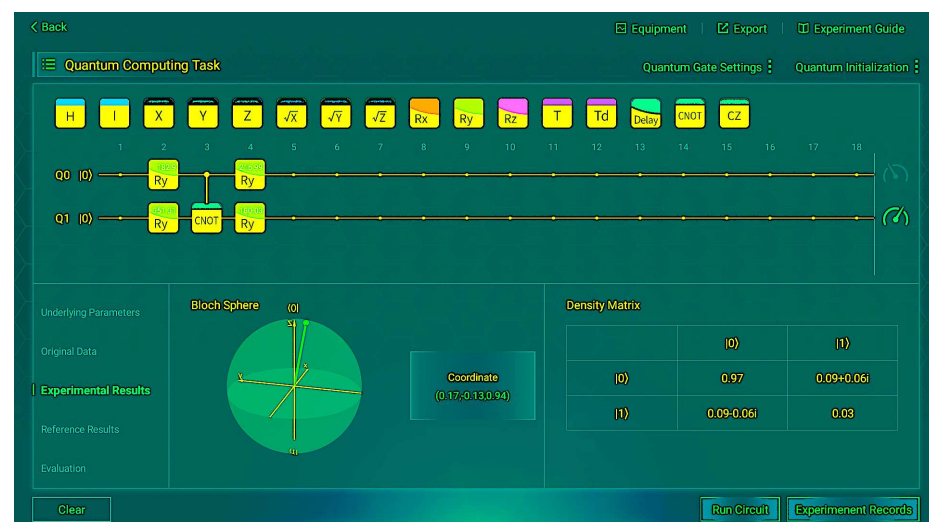 Back
Equipment
Export
Experiment Guide
Quantum Computing Task
Quantum Gate Settings
Quantum Initialization
H I X Y Z √X √Y √Z Rx Ry Rz T Td Delay CNOT CZ
1 2 3 4 5 6 7 8 9 10 11 12 13 14 15 16 17 18
Q0 |0⟩ Ry Ry
Q1 |0⟩ Ry CNOT Ry
Underlying Parameters
Original Data
Experimental Results
Reference Results
Evaluation
Bloch Sphere
|0⟩
Z
Y
x
|1⟩
Coordinate
(0.17,-0.13,0.94)
Density Matrix
|0⟩ |1⟩
|0⟩ 0.97 0.09+0.06i
|1⟩ 0.09-0.06i 0.03
Clear
Run Circuit
Experimenent Records